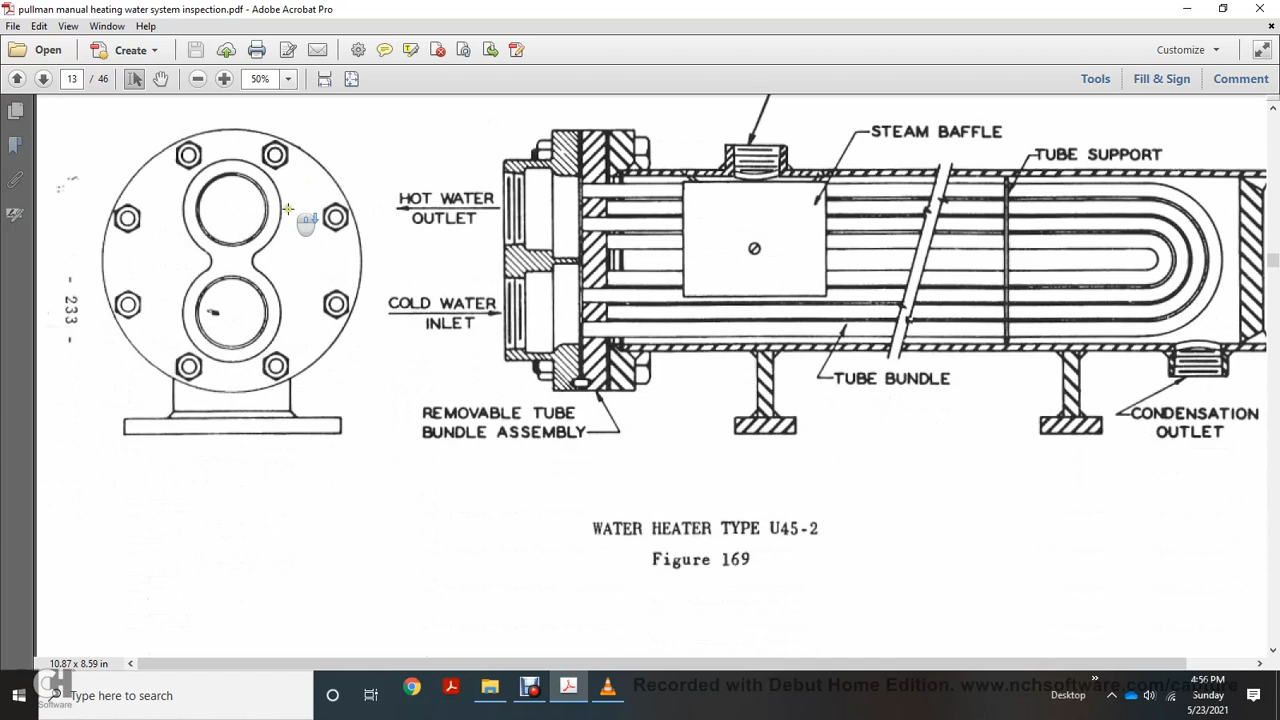 pullman manual heating water system inspection.pdf - Adobe Acrobat Pro
File Edit View Window Help
Open Create Customize
13 / 46 50% Tools Fill & Sign Comment
STEAM BAFFLE
TUBE SUPPORT
HOT WATER
OUTLET
COLD WATER
INLET
- 233 -
TUBE BUNDLE
REMOVABLE TUBE
BUNDLE ASSEMBLY
CONDENSATION
OUTLET
WATER HEATER TYPE U45-2
Figure 169
10.87 x 8.59 in
Recorded with Debut Home Edition. www.nchsoftware.com/capture
Software
Type here to search
Desktop
4:56 PM
Sunday
5/23/2021